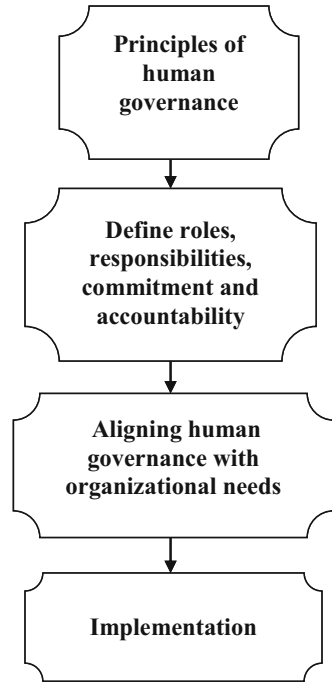 Principles of
human
governance
Define roles,
responsibilities,
commitment and
accountability
Aligning human
governance with
organizational needs
Implementation